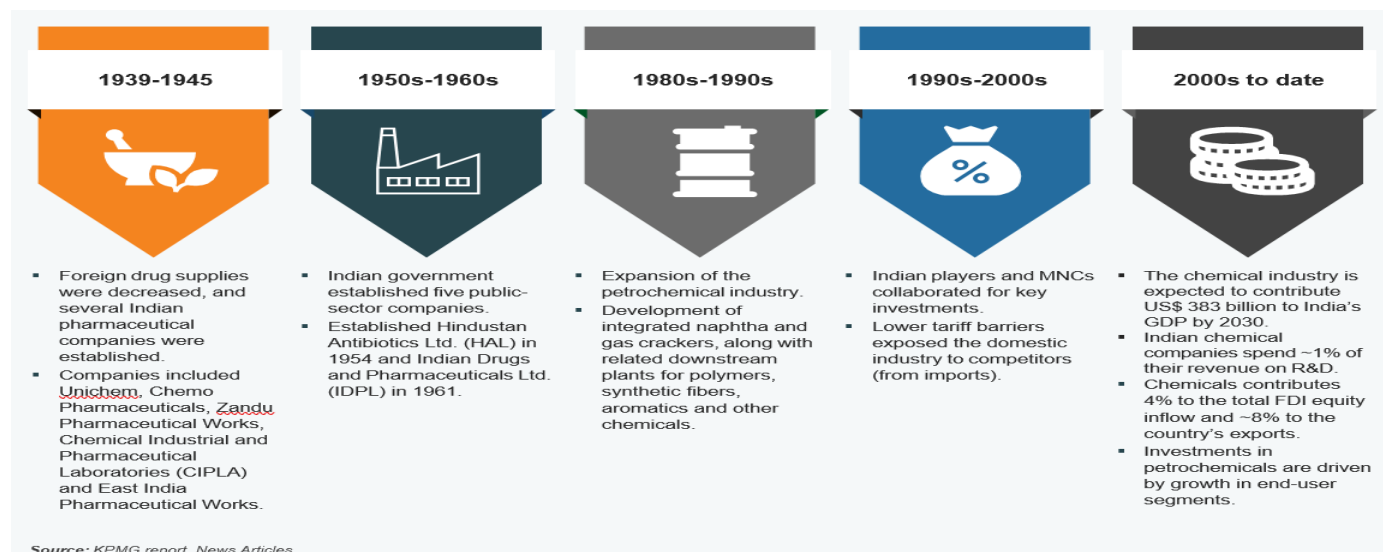 1939-1945
Foreign drug supplies
were decreased, and
several Indian
pharmaceutical
companies were
established.
Companies included
Unichem, Chemo
Pharmaceuticals, Zandu
Pharmaceutical Works,
Chemical Industrial and
Pharmaceutical
Laboratories (CIPLA)
and East India
Pharmaceutical Works.
1950s-1960s
Indian government
established five public-
sector companies.
Established Hindustan
Antibiotics Ltd. (HAL) in
1954 and Indian Drugs
and Pharmaceuticals Ltd.
(IDPL) in 1961.
1980s-1990s
Expansion of the
petrochemical industry.
Development of
integrated naphtha and
gas crackers, along with
related downstream
plants for polymers,
synthetic fibers,
aromatics and other
chemicals.
1990s-2000s
%
Indian players and MNCs
collaborated for key
investments.
Lower tariff barriers
exposed the domestic
industry to competitors
(from imports).
2000s to date
The chemical industry is
expected to contribute
US$ 383 billion to India’s
GDP by 2030.
Indian chemical
companies spend ~1% of
their revenue on R&D.
Chemicals contributes
4% to the total FDI equity
inflow and ~8% to the
country’s exports.
Investments in
petrochemicals are driven
by growth in end-user
segments.
Source: KPMG report, News Articles